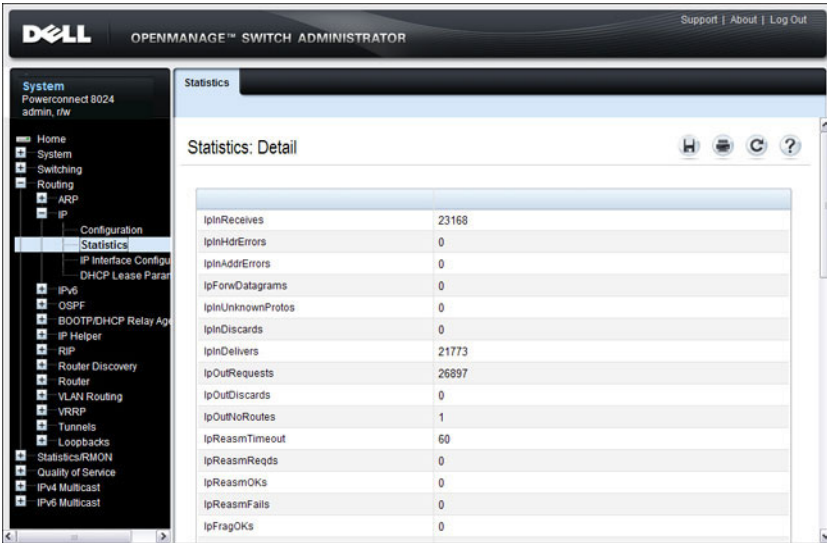 DELL
OPENMANAGE™ SWITCH ADMINISTRATOR
Support | About | Log Out
System
Powerconnect 8024
admin, r/w
Home
System
Switching
Routing
ARP
IP
Configuration
Statistics
IP Interface Configu
DHCP Lease Paran
IPv6
OSPF
BOOTP/DHCP Relay Age
IP Helper
RIP
Router Discovery
Router
VLAN Routing
VRRP
Tunnels
Loopbacks
Statistics/RMON
Quality of Service
IPv4 Multicast
IPv6 Multicast
Statistics
Statistics: Detail
IpInReceives 23168
IpInHdrErrors 0
IpInAddrErrors 0
IpForwDatagrams 0
IpInUnknownProtos 0
IpInDiscards 0
IpInDelivers 21773
IpOutRequests 26897
IpOutDiscards 0
IpOutNoRoutes 1
IpReasmTimeout 60
IpReasmReqds 0
IpReasmOKs 0
IpReasmFails 0
IpFragOKs 0